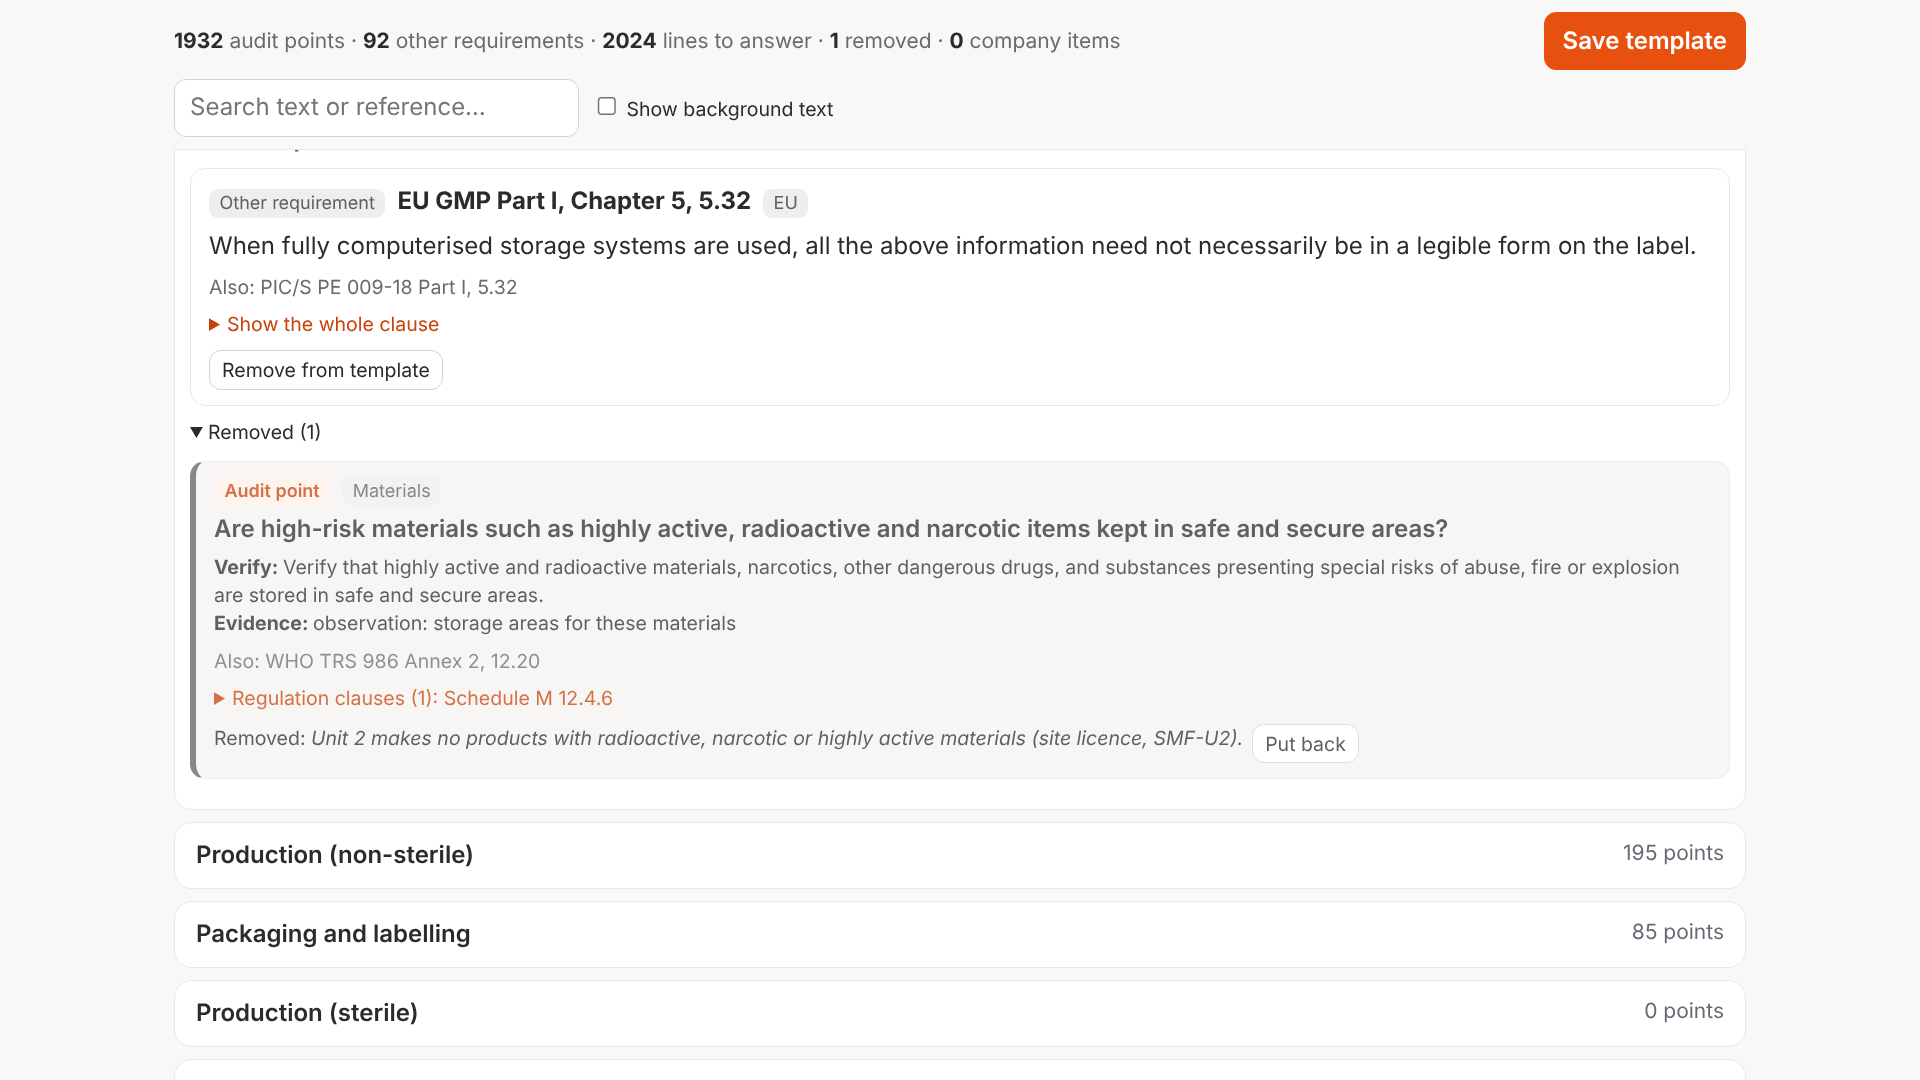 1932 audit points · 92 other requirements · 2024 lines to answer · 1 removed · 0 company items
Save template
Search text or reference...
Show background text
Other requirement EU GMP Part I, Chapter 5, 5.32 EU
When fully computerised storage systems are used, all the above information need not necessarily be in a legible form on the label.
Also: PIC/S PE 009-18 Part I, 5.32
Show the whole clause
Remove from template
Removed (1)
Audit point Materials
Are high-risk materials such as highly active, radioactive and narcotic items kept in safe and secure areas?
Verify: Verify that highly active and radioactive materials, narcotics, other dangerous drugs, and substances presenting special risks of abuse, fire or explosion
are stored in safe and secure areas.
Evidence: observation: storage areas for these materials
Also: WHO TRS 986 Annex 2, 12.20
Regulation clauses (1): Schedule M 12.4.6
Removed: Unit 2 makes no products with radioactive, narcotic or highly active materials (site licence, SMF-U2). Put back
Production (non-sterile) 195 points
Packaging and labelling 85 points
Production (sterile) 0 points